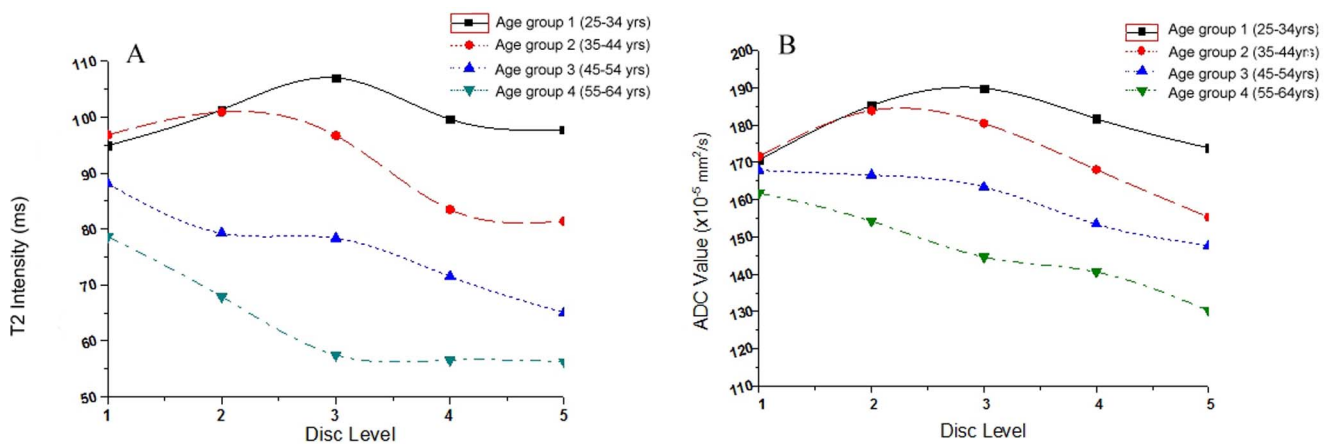 A
Age group 1 (25-34 yrs)
Age group 2 (35-44 yrs)
Age group 3 (45-54 yrs)
Age group 4 (55-64 yrs)
110
100
90
80
70
60
50
T2 Intensity (ms)
1 2 3 4 5
Disc Level
B
Age group 1 (25-34yrs)
Age group 2 (35-44yrs)
Age group 3 (45-54yrs)
Age group 4 (55-64yrs)
200
190
180
170
160
150
140
130
120
110
ADC Value (x10⁻⁵ mm²/s)
1 2 3 4 5
Disc Level